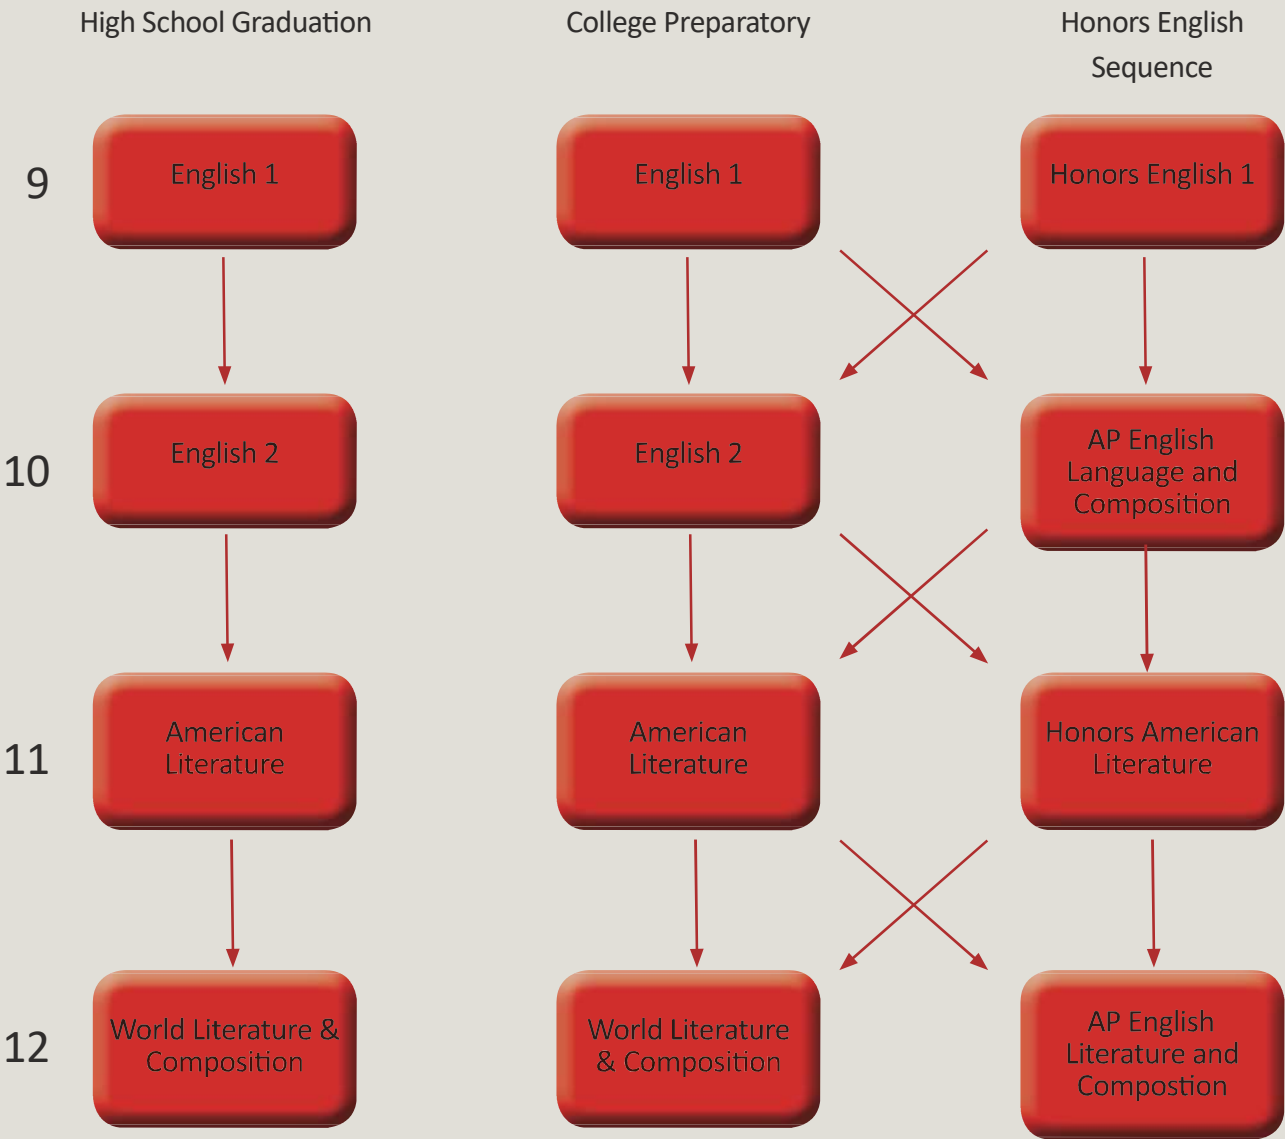 High School Graduation
College Preparatory
Honors English
Sequence
9
English 1
English 1
Honors English 1
10
English 2
English 2
AP English
Language and
Composition
11
American
Literature
American
Literature
Honors American
Literature
12
World Literature &
Composition
World Literature
& Composition
AP English
Literature and
Compostion